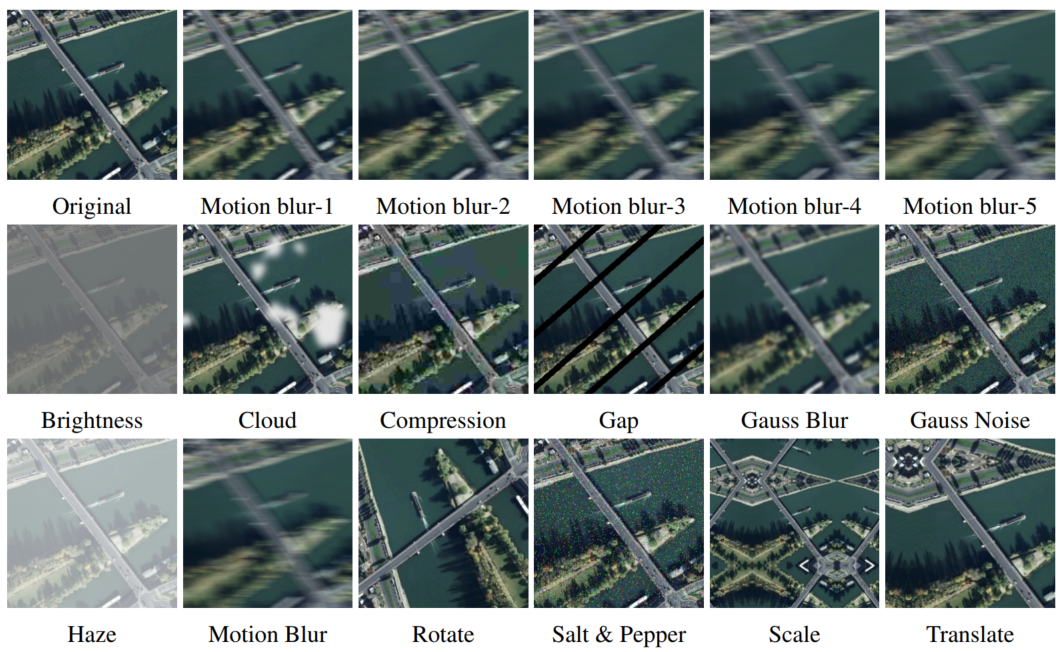 Original Motion blur-1 Motion blur-2 Motion blur-3 Motion blur-4 Motion blur-5
Brightness Cloud Compression Gap Gauss Blur Gauss Noise
Haze Motion Blur Rotate Salt & Pepper Scale Translate